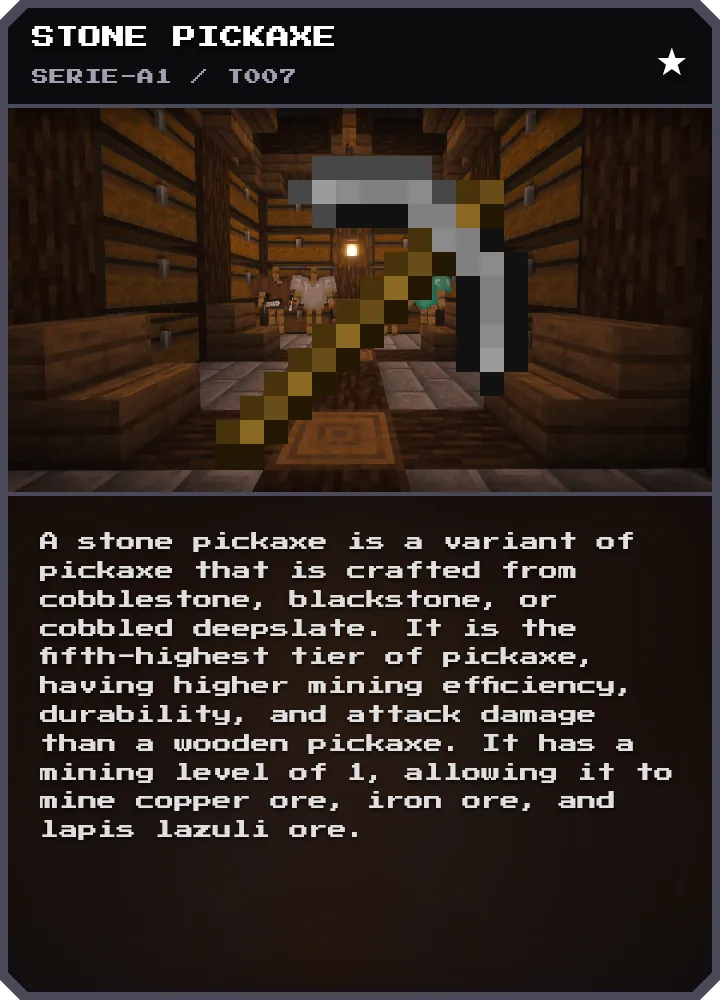 STONE PICKAXE
SERIE-A1 / T007
A stone pickaxe is a variant of
pickaxe that is crafted from
cobblestone, blackstone, or
cobbled deepslate. It is the
fifth-highest tier of pickaxe,
having higher mining efficiency,
durability, and attack damage
than a wooden pickaxe. It has a
mining level of 1, allowing it to
mine copper ore, iron ore, and
lapis lazuli ore.